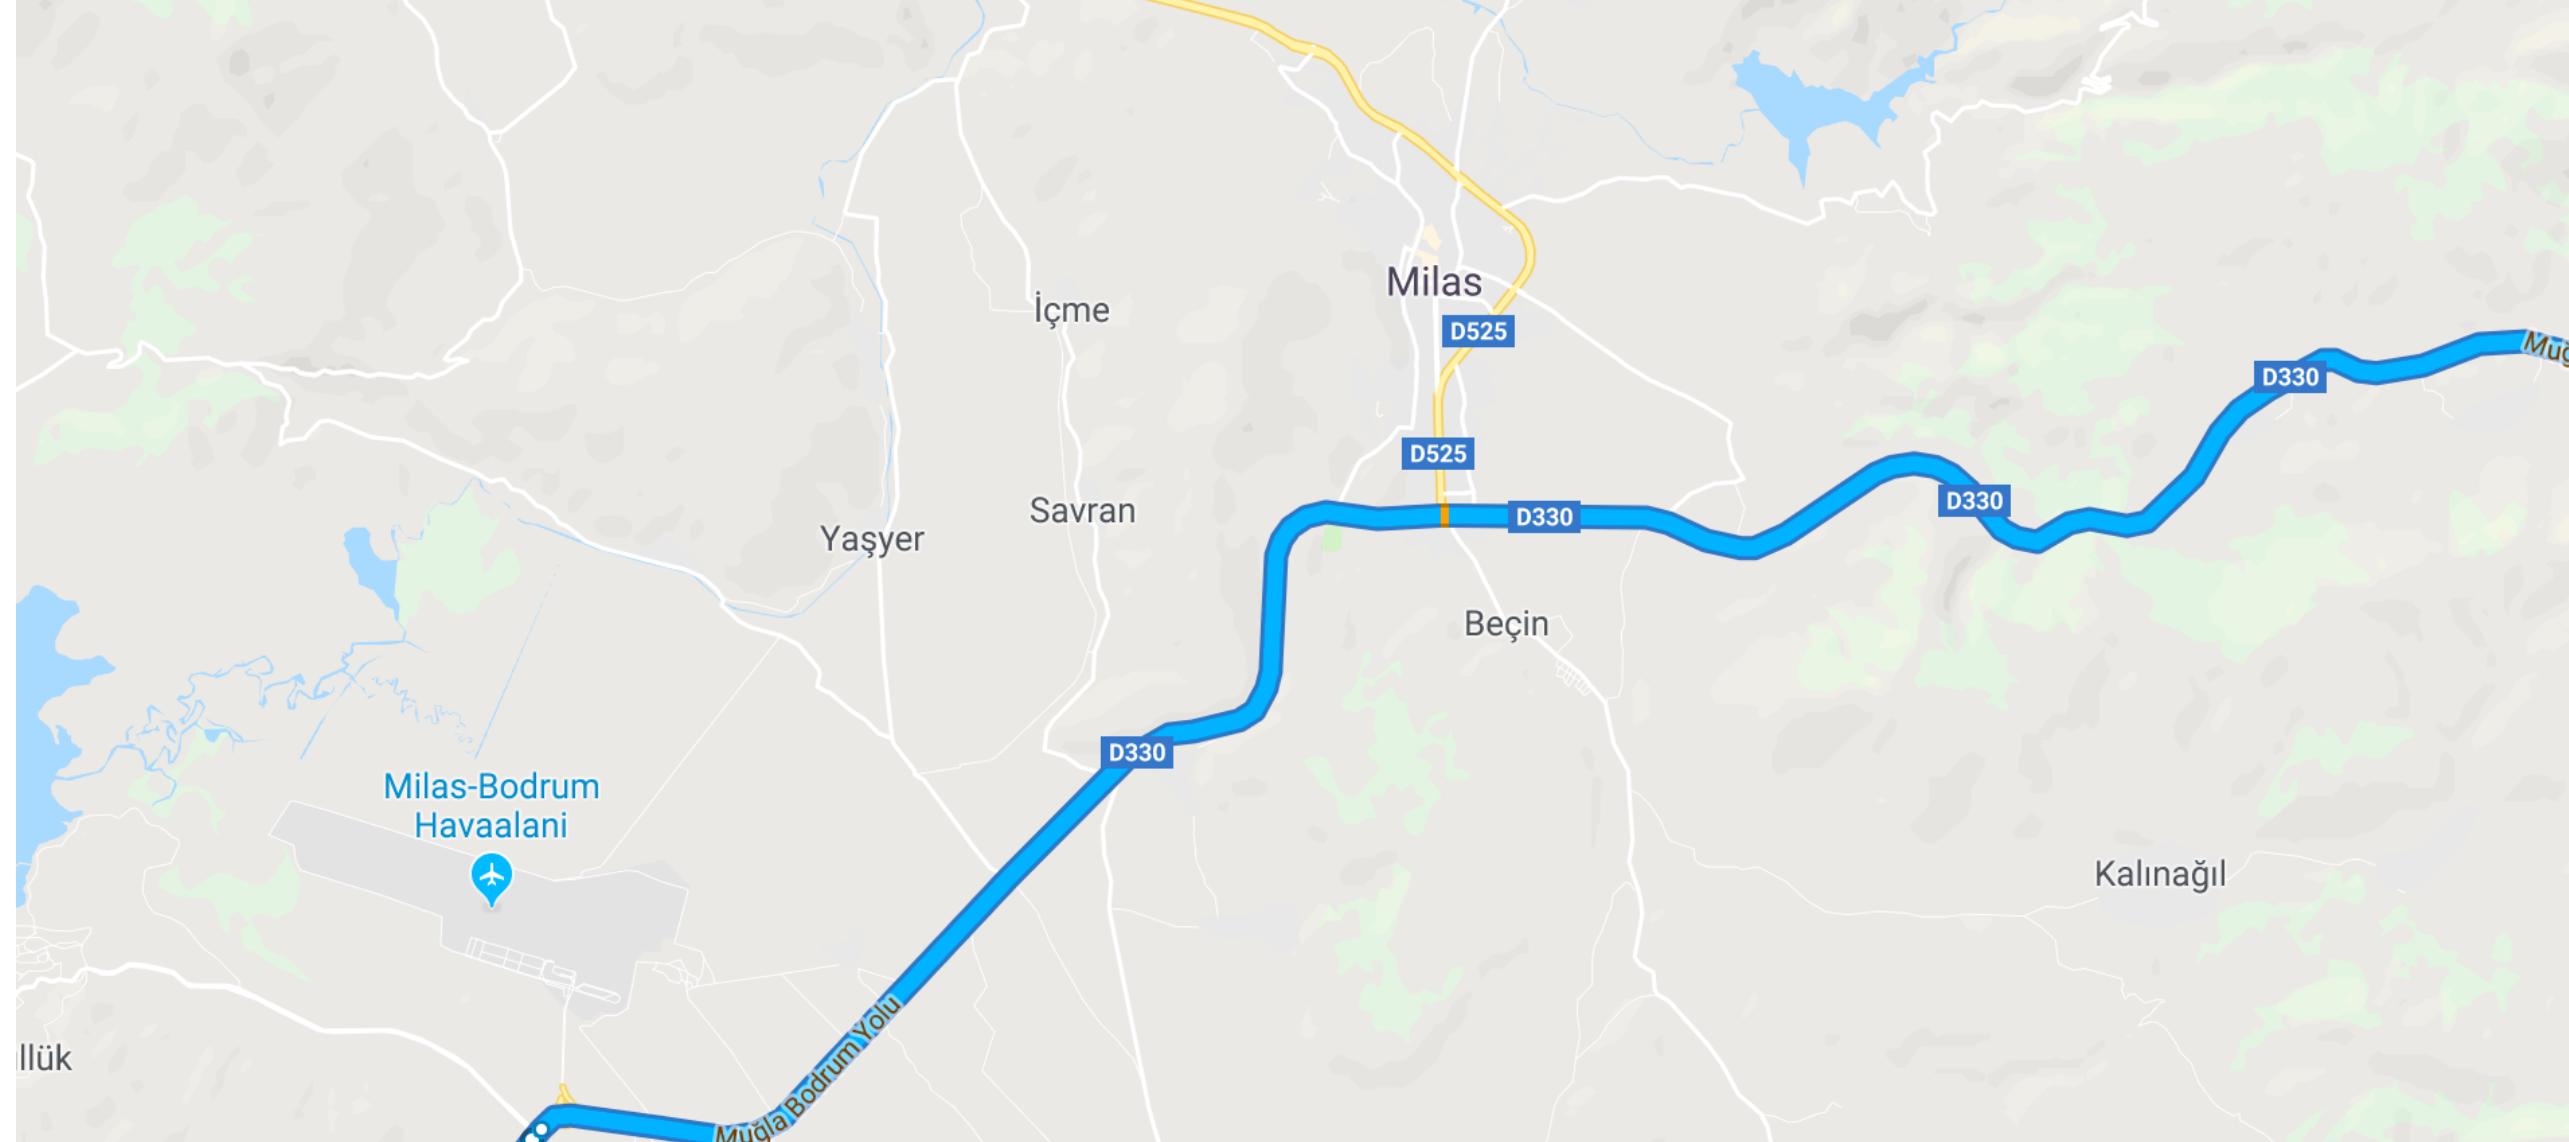 Milas
İçme
D525
Muğ
D330
D525
D330
D330
Savran
Yaşyer
Beçin
D330
Milas-Bodrum
Havaalani
Kalınağıl
Muğla Bodrum Yolu
llük